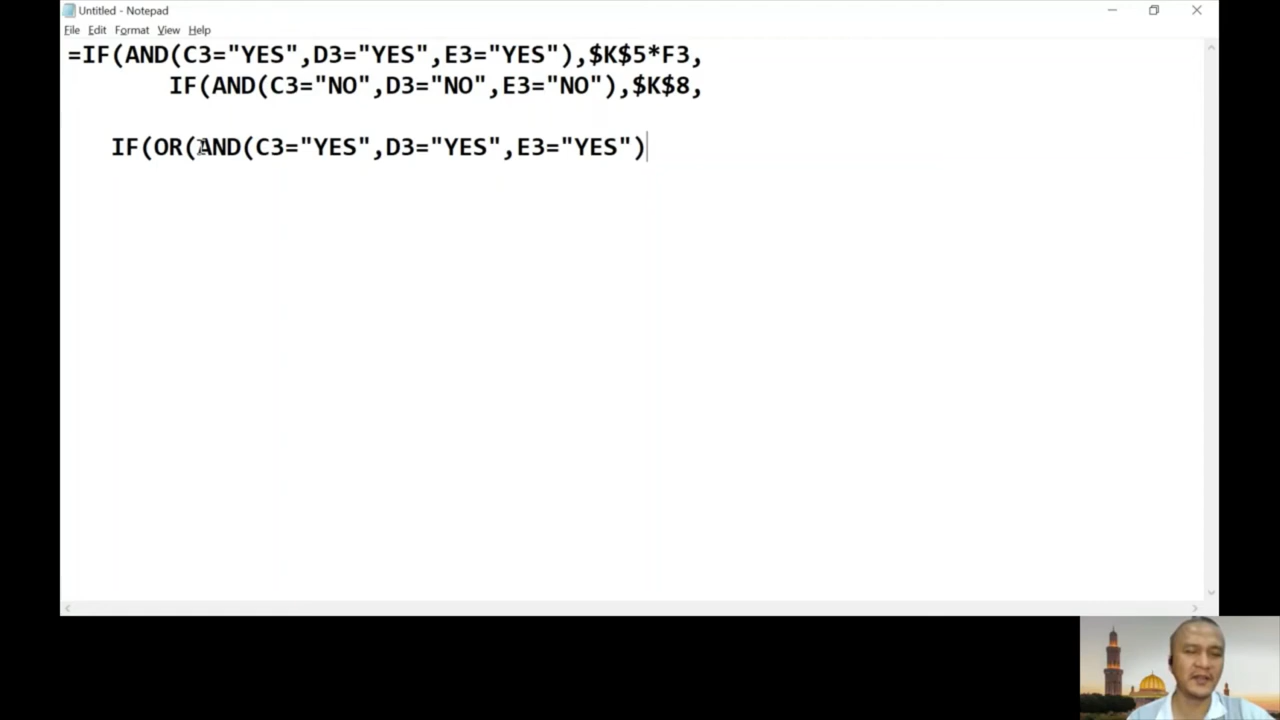 Untitled - Notepad
File Edit Format View Help
=IF(AND(C3="YES",D3="YES",E3="YES"),$K$5*F3,
IF(AND(C3="NO",D3="NO",E3="NO"),$K$8,
IF(OR(AND(C3="YES",D3="YES",E3="YES")